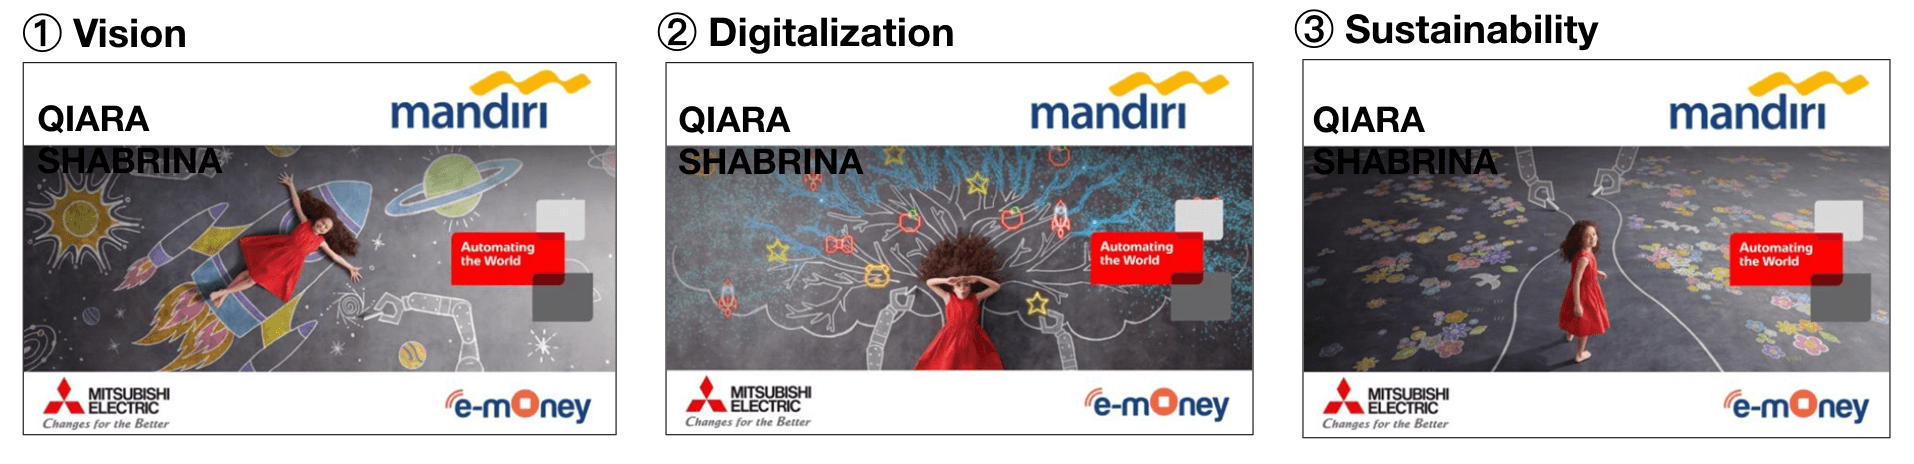 ① Vision
QIARA
SHABRINA
mandiri
Automating
the World
MITSUBISHI
ELECTRIC
Changes for the Better
e-money
② Digitalization
QIARA
SHABRINA
mandiri
Automating
the World
MITSUBISHI
ELECTRIC
Changes for the Better
e-money
③ Sustainability
QIARA
SHABRINA
mandiri
Automating
the World
MITSUBISHI
ELECTRIC
Changes for the Better
e-money